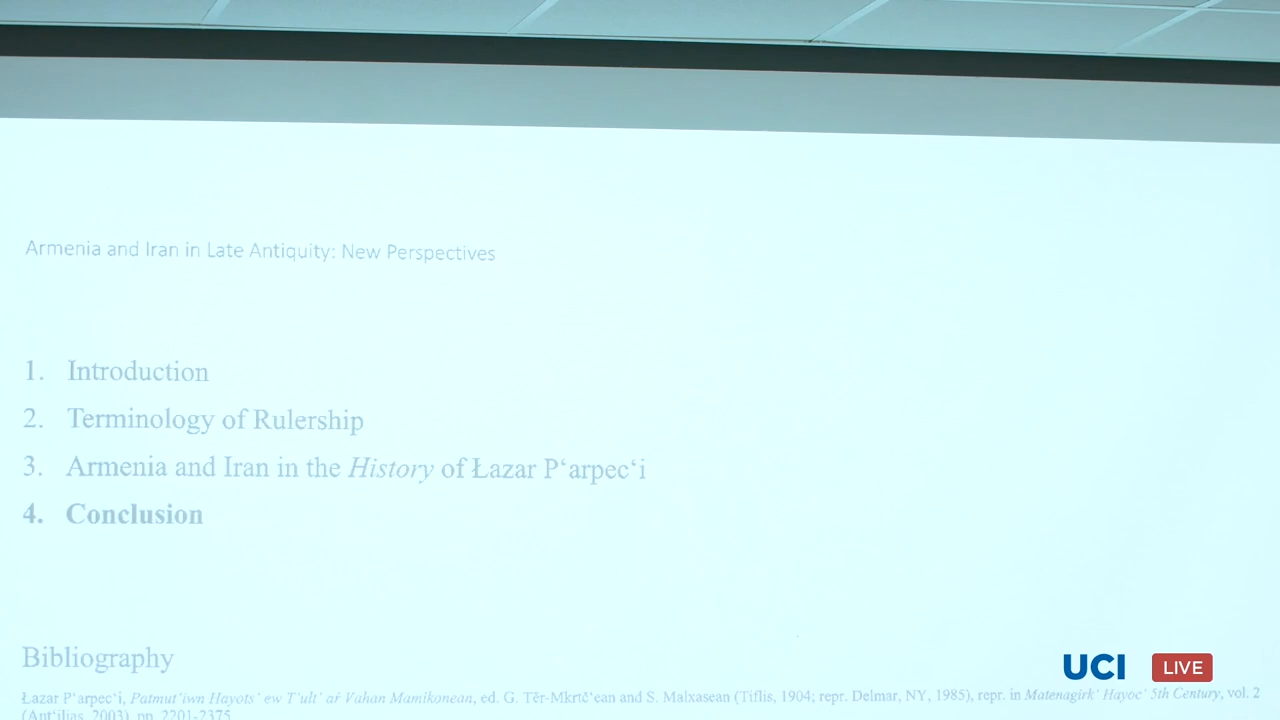 Armenia and Iran in Late Antiquity: New Perspectives
1. Introduction
2. Terminology of Rulership
3. Armenia and Iran in the History of Łazar P‘arpec‘i
4. Conclusion
Bibliography
Łazar P‘arpec‘i, Patmut‘iwn Hayots‘ ew T‘ult‘ aṙ Vahan Mamikonean, ed. G. Tēr-Mkrtč‘ean and S. Malxasean (Tiflis, 1904; repr. Delmar, NY, 1985), repr. in Matenagirk‘ Hayoc‘ 5th Century, vol. 2
(Ant‘ilias, 2003), pp. 2201-2375
UCI LIVE